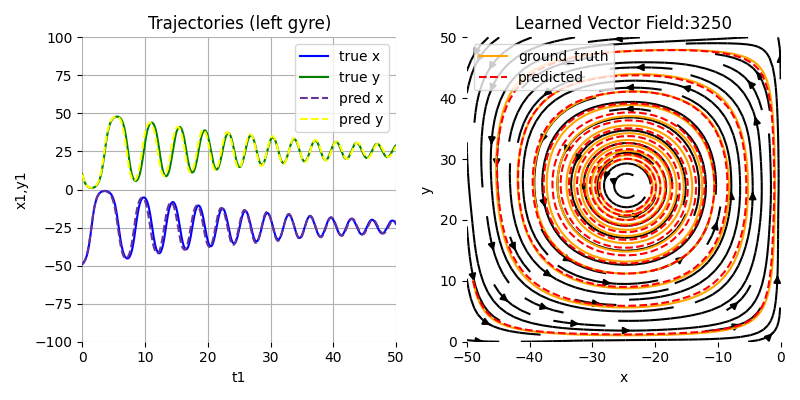 Trajectories (left gyre)
100
75
50
25
0
−25
−50
−75
−100
x1,y1
0
10
20
30
40
50
t1
true x
true y
pred x
pred y
Learned Vector Field:3250
50
40
30
20
10
0
y
−50
−40
−30
−20
−10
0
x
ground_truth
predicted